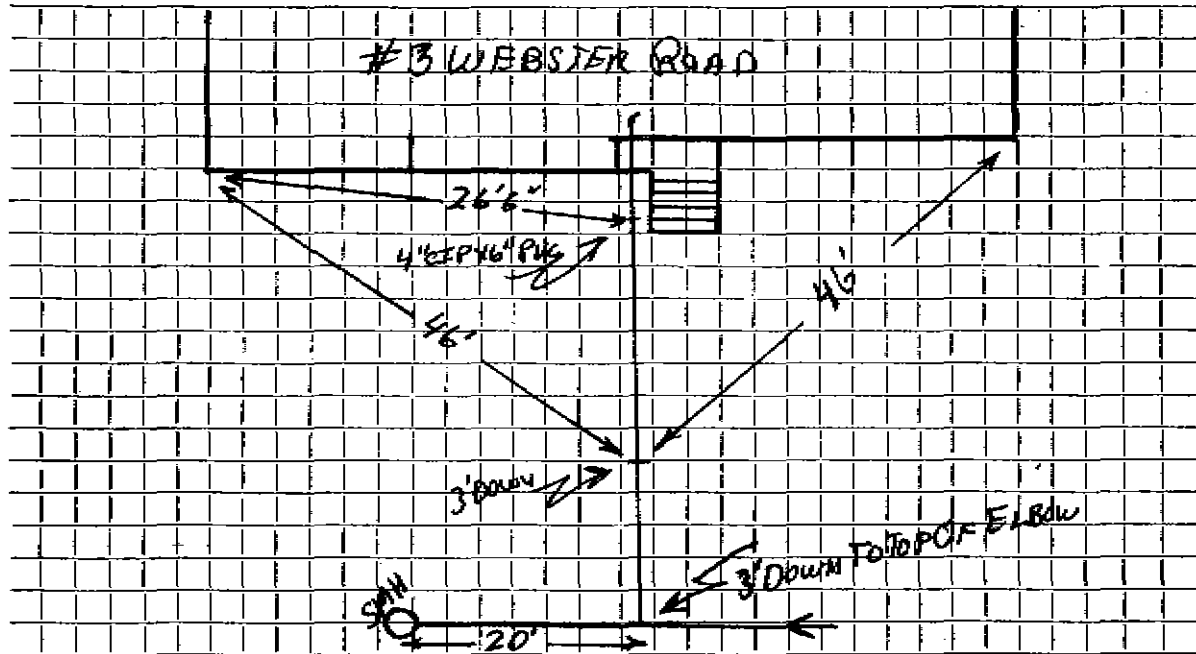 #3 WEBSTER ROAD
26'6"
4"CIPX6"PVC
46'
46'
3'DOWN
3'DOWN TO TOP OF ELBOW
SMH
20'